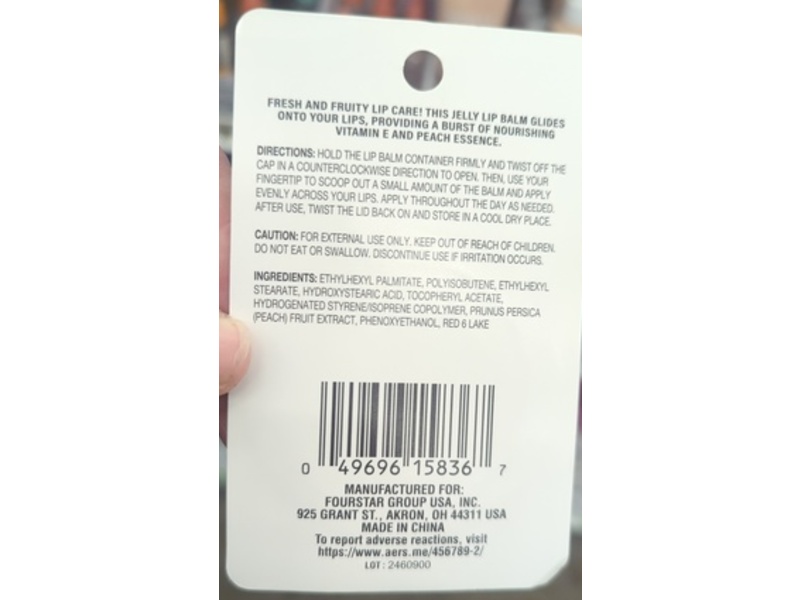 FRESH AND FRUITY LIP CARE! THIS JELLY LIP BALM GLIDES
ONTO YOUR LIPS, PROVIDING A BURST OF NOURISHING
VITAMIN E AND PEACH ESSENCE.
DIRECTIONS: HOLD THE LIP BALM CONTAINER FIRMLY AND TWIST OFF THE
CAP IN A COUNTERCLOCKWISE DIRECTION TO OPEN. THEN, USE YOUR
FINGERTIP TO SCOOP OUT A SMALL AMOUNT OF THE BALM AND APPLY
EVENLY ACROSS YOUR LIPS. APPLY THROUGHOUT THE DAY AS NEEDED.
AFTER USE, TWIST THE LID BACK ON AND STORE IN A COOL DRY PLACE.
CAUTION: FOR EXTERNAL USE ONLY. KEEP OUT OF REACH OF CHILDREN.
DO NOT EAT OR SWALLOW. DISCONTINUE USE IF IRRITATION OCCURS.
INGREDIENTS: ETHYLHEXYL PALMITATE, POLYISOBUTENE, ETHYLHEXYL
STEARATE, HYDROXYSTEARIC ACID, TOCOPHERYL ACETATE,
HYDROGENATED STYRENE/ISOPRENE COPOLYMER, PRUNUS PERSICA
(PEACH) FRUIT EXTRACT, PHENOXYETHANOL, RED 6 LAKE
0 49696 15836 7
MANUFACTURED FOR:
FOURSTAR GROUP USA, INC.
925 GRANT ST., AKRON, OH 44311 USA
MADE IN CHINA
To report adverse reactions, visit
https://www.aers.me/456789-2/
LOT : 2460900